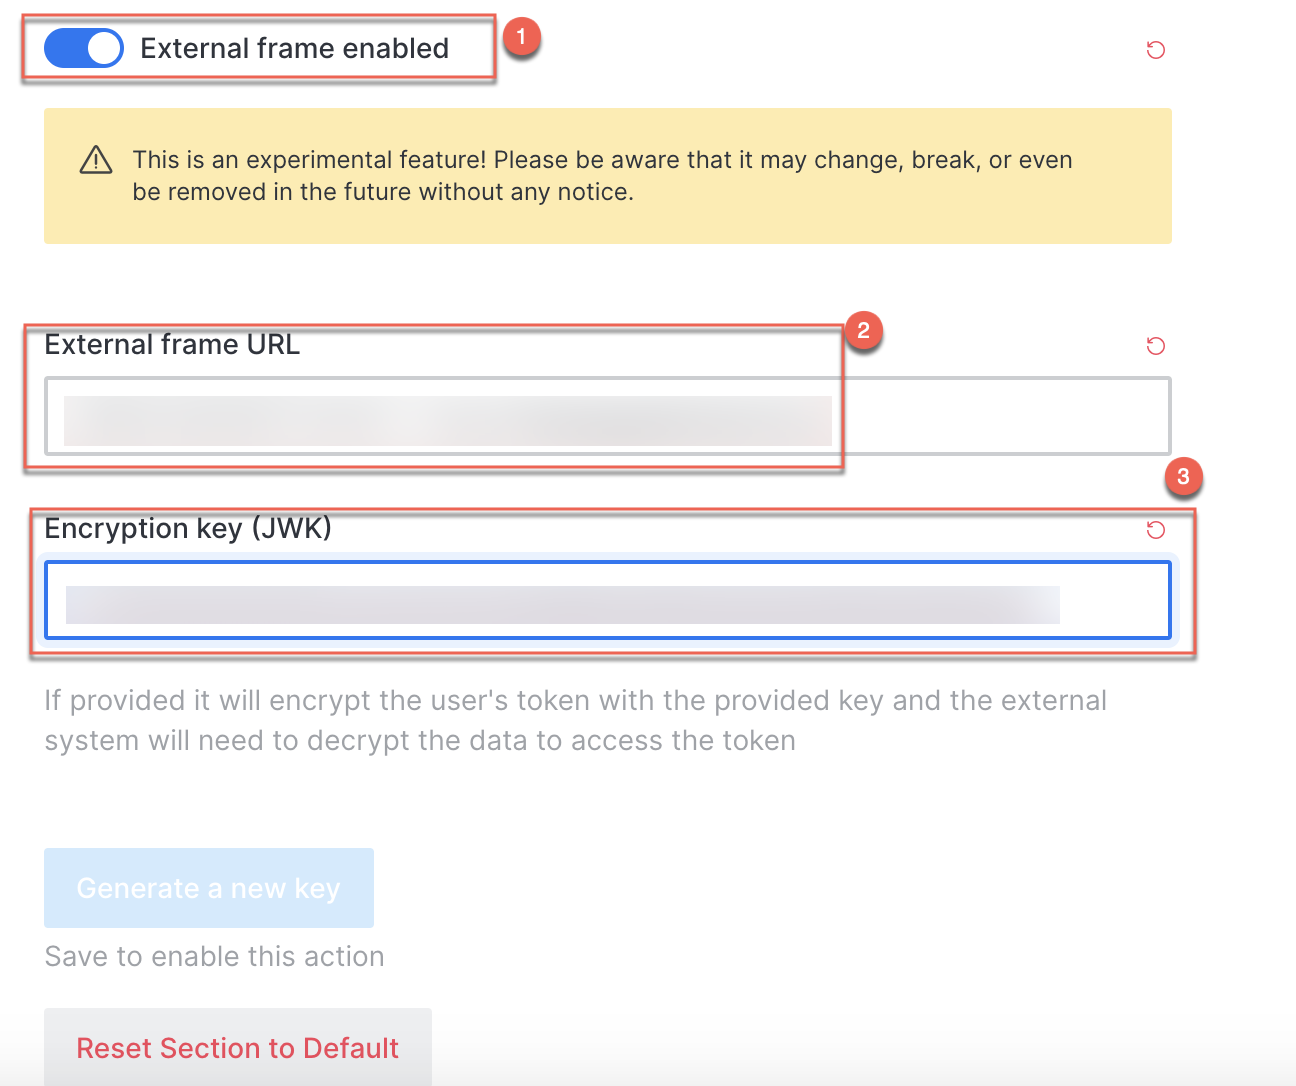 External frame enabled
1
This is an experimental feature! Please be aware that it may change, break, or even
be removed in the future without any notice.
External frame URL
2
3
Encryption key (JWK)
If provided it will encrypt the user's token with the provided key and the external
system will need to decrypt the data to access the token
Generate a new key
Save to enable this action
Reset Section to Default